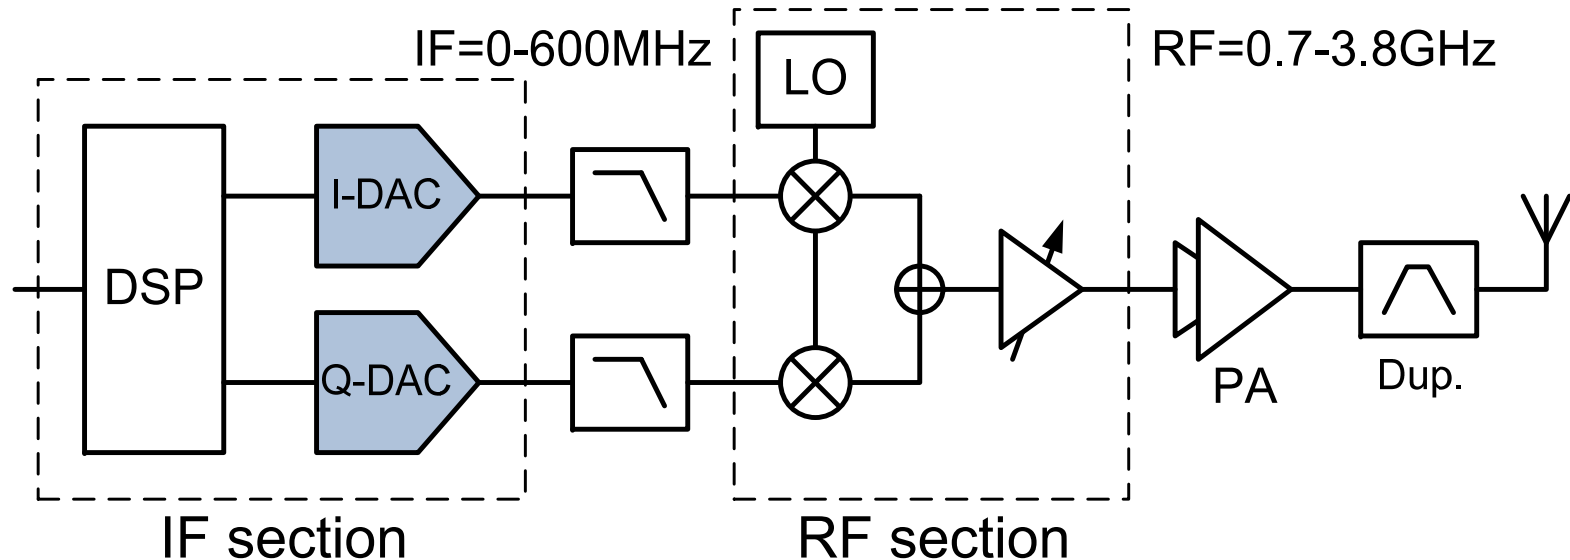 IF=0-600MHz
RF=0.7-3.8GHz
LO
I-DAC
DSP
Q-DAC
PA
Dup.
IF section
RF section